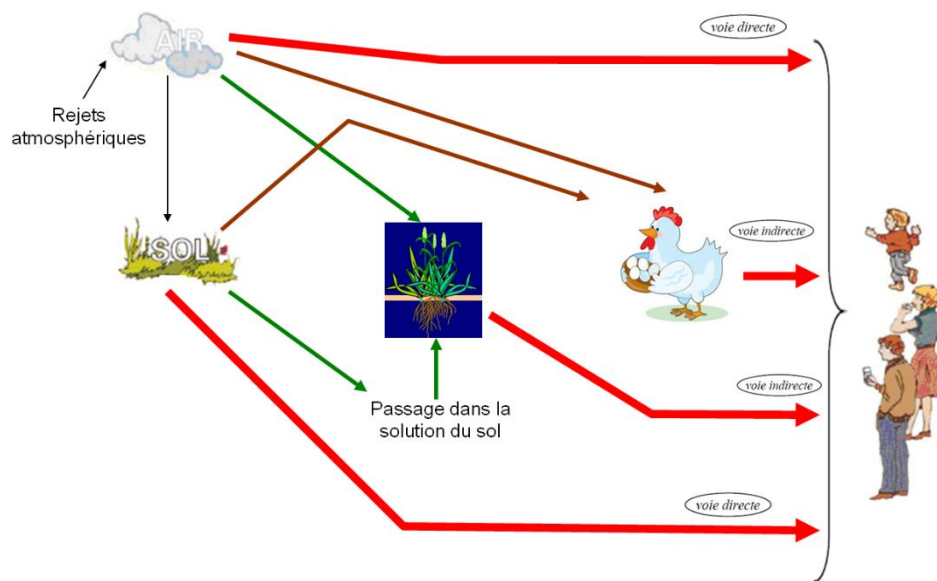 voie directe
AIR
Rejets
atmosphériques
voie indirecte
SOL
voie indirecte
Passage dans la
solution du sol
voie directe